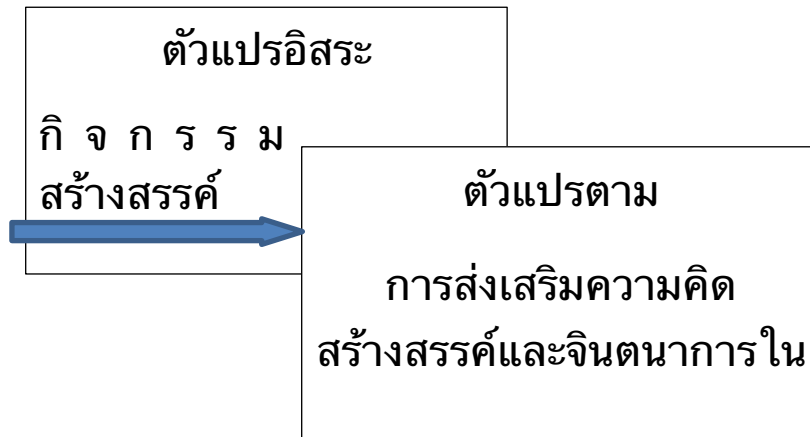 ตัวแปรอิสระ
กิจกรรม
สร้างสรรค์
ตัวแปรตาม
การส่งเสริมความคิด
สร้างสรรค์และจินตนาการใน